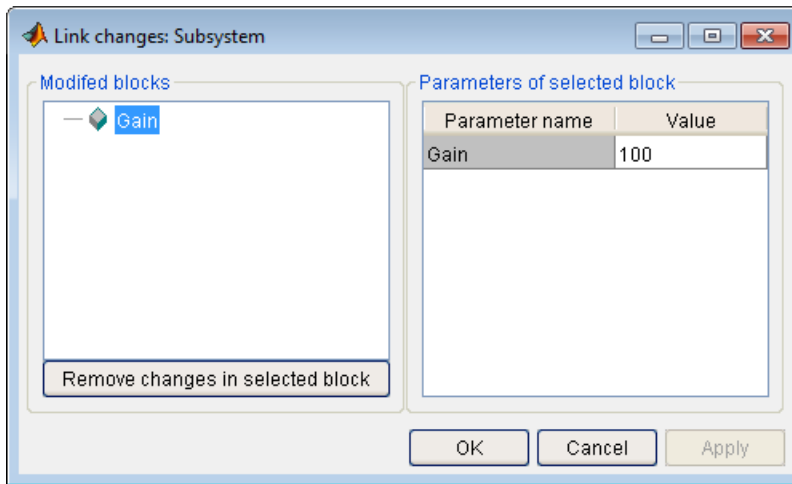 Link changes: Subsystem
Modifed blocks
Gain
Remove changes in selected block
Parameters of selected block
Parameter name Value
Gain 100
OK Cancel Apply